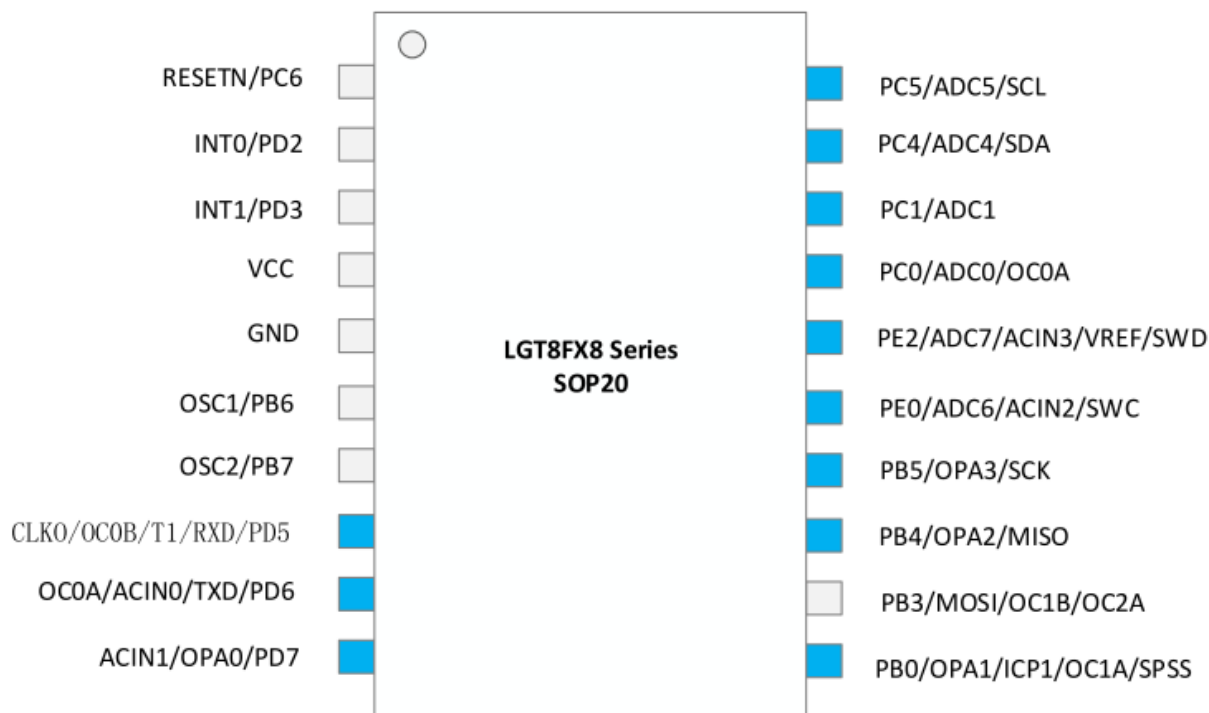 RESETN/PC6
INT0/PD2
INT1/PD3
VCC
GND
OSC1/PB6
OSC2/PB7
CLKO/OC0B/T1/RXD/PD5
OC0A/ACIN0/TXD/PD6
ACIN1/OPA0/PD7
LGT8FX8 Series
SOP20
PC5/ADC5/SCL
PC4/ADC4/SDA
PC1/ADC1
PC0/ADC0/OC0A
PE2/ADC7/ACIN3/VREF/SWD
PE0/ADC6/ACIN2/SWC
PB5/OPA3/SCK
PB4/OPA2/MISO
PB3/MOSI/OC1B/OC2A
PB0/OPA1/ICP1/OC1A/SPSS